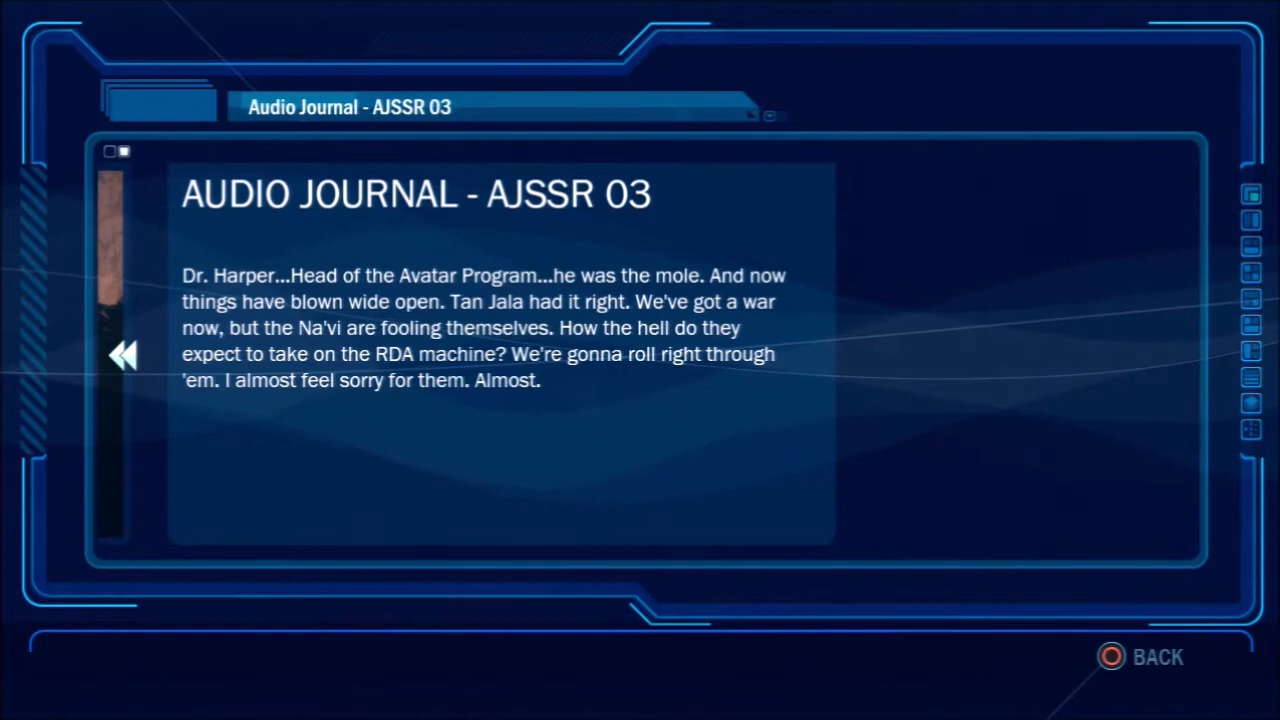 Audio Journal - AJSSR 03
AUDIO JOURNAL - AJSSR 03
Dr. Harper...Head of the Avatar Program...he was the mole. And now
things have blown wide open. Tan Jala had it right. We've got a war
now, but the Na'vi are fooling themselves. How the hell do they
expect to take on the RDA machine? We're gonna roll right through
'em. I almost feel sorry for them. Almost.
BACK